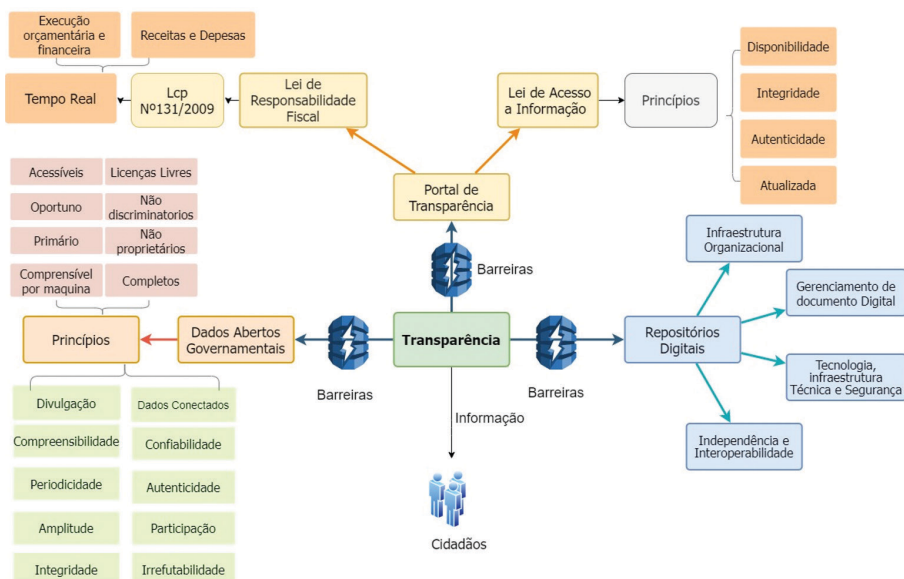 Execução
orçamentária e
financeira
Receitas e Depesas
Tempo Real
Lcp
Nº131/2009
Lei de
Responsabilidade
Fiscal
Lei de Acesso
a Informação
Princípios
Disponibilidade
Integridade
Autenticidade
Atualizada
Portal de
Transparência
Barreiras
Acessíveis
Licenças Livres
Oportuno
Não
discriminatorios
Primário
Não
proprietários
Comprensível
por maquina
Completos
Princípios
Dados Abertos
Governamentais
Barreiras
Transparência
Barreiras
Repositórios
Digitais
Infraestrutura
Organizacional
Gerenciamento de
documento Digital
Tecnologia,
infraestrutura
Técnica e Segurança
Independência e
Interoperabilidade
Informação
Cidadãos
Divulgação
Dados Conectados
Compreensibilidade
Confiabilidade
Periodicidade
Autenticidade
Amplitude
Participação
Integridade
Irrefutabilidade